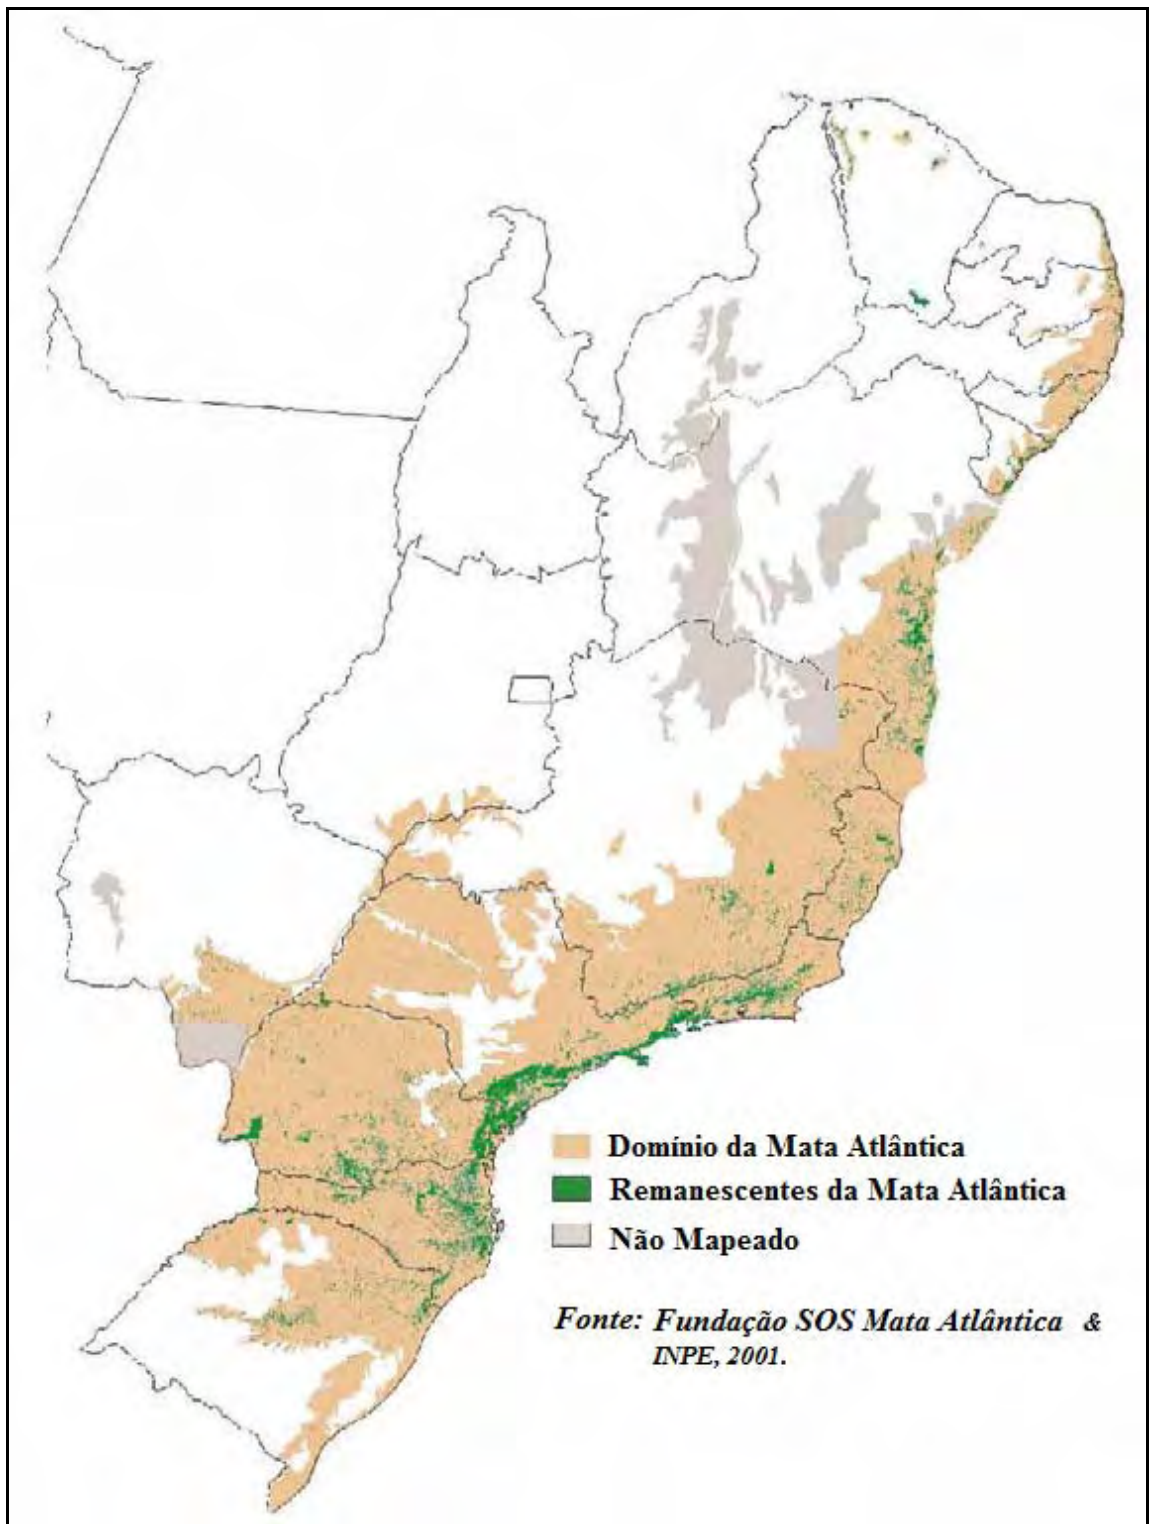 Domínio da Mata Atlântica
Remanescentes da Mata Atlântica
Não Mapeado
Fonte: Fundação SOS Mata Atlântica &
INPE, 2001.